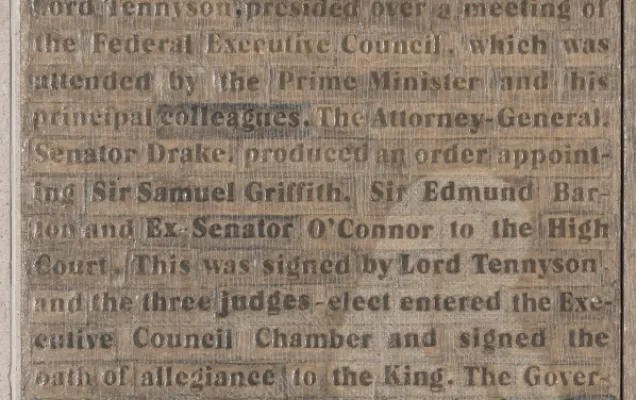 Lord Tennyson, presided over a meeting of
the Federal Executive Council, which was
attended by the Prime Minister and his
principal colleagues. The Attorney-General,
Senator Drake, produced an order appoint-
ing Sir Samuel Griffith, Sir Edmund Bar-
ton and Ex-Senator O'Connor to the High
Court. This was signed by Lord Tennyson
and the three judges-elect entered the Exe-
cutive Council Chamber and signed the
oath of allegiance to the King. The Gover-